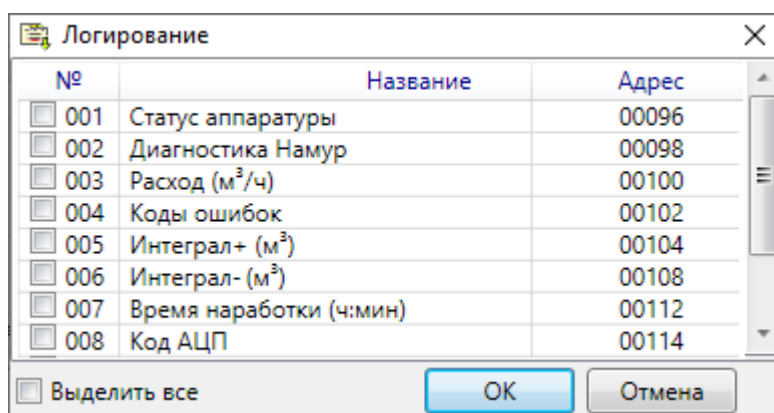 Логирование
№ Название Адрес
001 Статус аппаратуры 00096
002 Диагностика Намур 00098
003 Расход (м³/ч) 00100
004 Коды ошибок 00102
005 Интеграл+ (м³) 00104
006 Интеграл- (м³) 00108
007 Время наработки (ч:мин) 00112
008 Код АЦП 00114
Выделить все OK Отмена